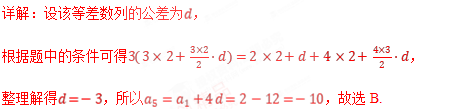 详解：设该等差数列的公差为d，
根据题中的条件可得3(3 × 2 + \frac{3×2}{2} · d) = 2 × 2 + d + 4 × 2 + \frac{4×3}{2} · d，
整理解得d = − 3，所以a₅ = a₁ + 4d = 2 − 12 = − 10，故选 B.